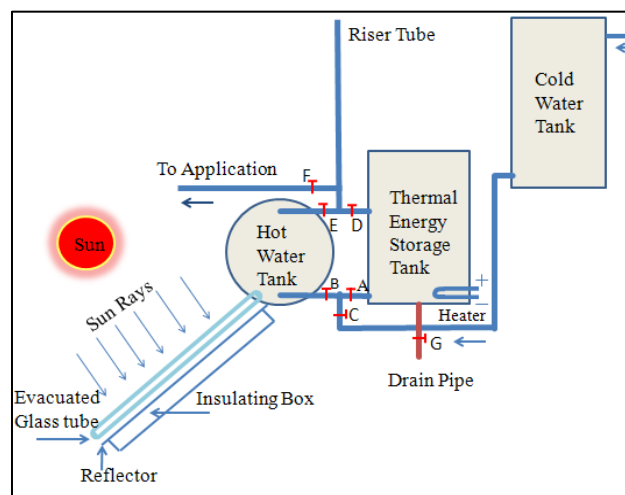 Riser Tube
Cold
Water
Tank
To Application
F
Thermal
Energy
Storage
Tank
E
D
Hot
Water
Tank
Sun
B
A
+
−
Heater
C
Sun Rays
G
Drain Pipe
Evacuated
Glass tube
Insulating Box
Reflector